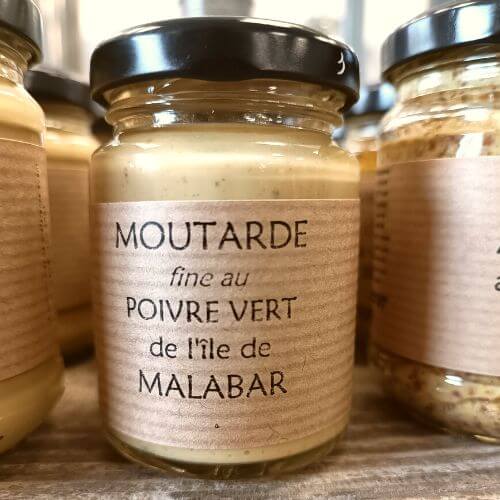 MOUTARDE
fine au
POIVRE VERT
de l'île de
MALABAR